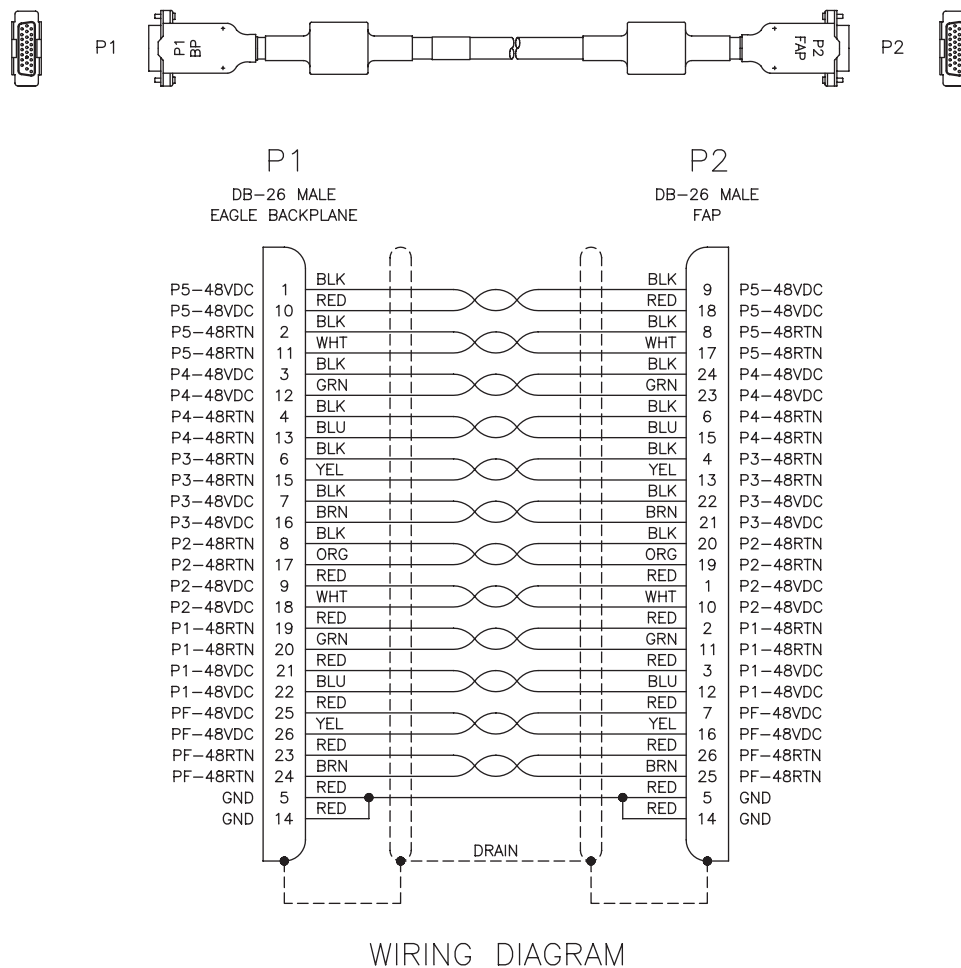 P1
P1
BP
P2
FAP
P2
P1 P2
DB-26 MALE DB-26 MALE
EAGLE BACKPLANE FAP
P5-48VDC 1 BLK BLK 9 P5-48VDC
P5-48VDC 10 RED RED 18 P5-48VDC
P5-48RTN 2 BLK BLK 8 P5-48RTN
P5-48RTN 11 WHT WHT 17 P5-48RTN
P4-48VDC 3 BLK BLK 24 P4-48VDC
P4-48VDC 12 GRN GRN 23 P4-48VDC
P4-48RTN 4 BLK BLK 6 P4-48RTN
P4-48RTN 13 BLU BLU 15 P4-48RTN
P3-48RTN 6 BLK BLK 4 P3-48RTN
P3-48RTN 15 YEL YEL 13 P3-48RTN
P3-48VDC 7 BLK BLK 22 P3-48VDC
P3-48VDC 16 BRN BRN 21 P3-48VDC
P2-48RTN 8 BLK BLK 20 P2-48RTN
P2-48RTN 17 ORG ORG 19 P2-48RTN
P2-48VDC 9 RED RED 1 P2-48VDC
P2-48VDC 18 WHT WHT 10 P2-48VDC
P1-48RTN 19 RED RED 2 P1-48RTN
P1-48RTN 20 GRN GRN 11 P1-48RTN
P1-48VDC 21 RED RED 3 P1-48VDC
P1-48VDC 22 BLU BLU 12 P1-48VDC
PF-48VDC 25 RED RED 7 PF-48VDC
PF-48VDC 26 YEL YEL 16 PF-48VDC
PF-48RTN 23 RED RED 26 PF-48RTN
PF-48RTN 24 BRN BRN 25 PF-48RTN
GND 5 RED RED 5 GND
GND 14 RED RED 14 GND
DRAIN
WIRING DIAGRAM